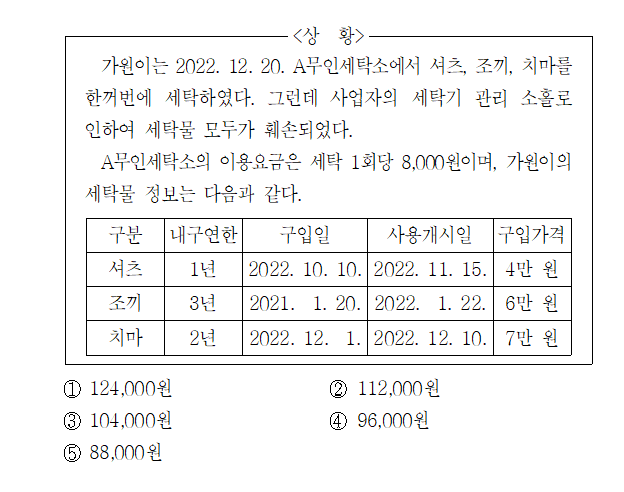 <상 황>
가원이는 2022. 12. 20. A무인세탁소에서 셔츠, 조끼, 치마를
한꺼번에 세탁하였다. 그런데 사업자의 세탁기 관리 소홀로
인하여 세탁물 모두가 훼손되었다.
A무인세탁소의 이용요금은 세탁 1회당 8,000원이며, 가원이의
세탁물 정보는 다음과 같다.
구분 내구연한 구입일 사용개시일 구입가격
셔츠 1년 2022. 10. 10. 2022. 11. 15. 4만 원
조끼 3년 2021. 1. 20. 2022. 1. 22. 6만 원
치마 2년 2022. 12. 1. 2022. 12. 10. 7만 원
① 124,000원 ② 112,000원
③ 104,000원 ④ 96,000원
⑤ 88,000원